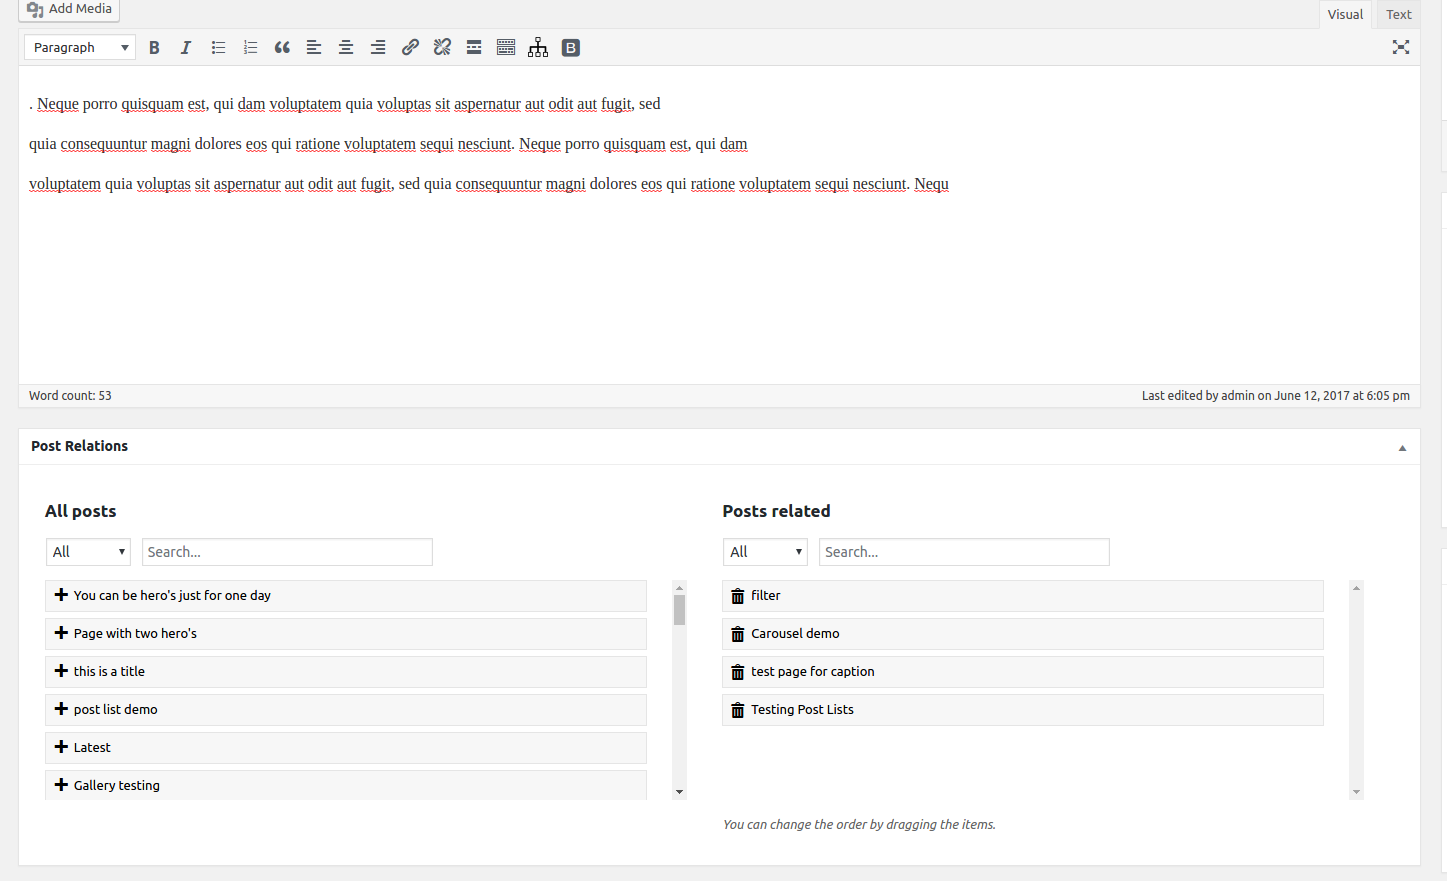 Add Media
Visual Text
Paragraph
. Neque porro quisquam est, qui dam voluptatem quia voluptas sit aspernatur aut odit aut fugit, sed
quia consequuntur magni dolores eos qui ratione voluptatem sequi nesciunt. Neque porro quisquam est, qui dam
voluptatem quia voluptas sit aspernatur aut odit aut fugit, sed quia consequuntur magni dolores eos qui ratione voluptatem sequi nesciunt. Nequ
Word count: 53
Last edited by admin on June 12, 2017 at 6:05 pm
Post Relations
All posts
All Search...
You can be hero's just for one day
Page with two hero's
this is a title
post list demo
Latest
Gallery testing
Posts related
All Search...
filter
Carousel demo
test page for caption
Testing Post Lists
You can change the order by dragging the items.